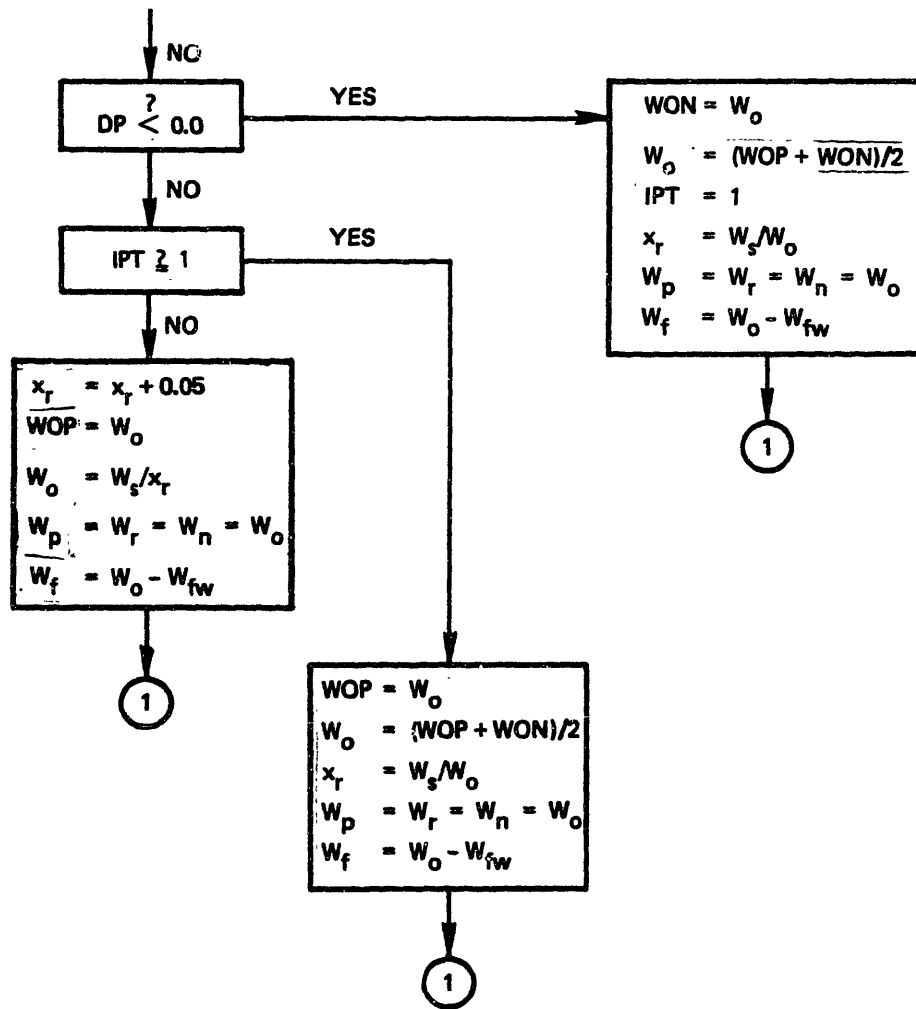 NO
?
DP < 0.0
YES
NO
IPT ≥ 1
?
YES
NO
x_r = x_r + 0.05
WOP = W_o
W_o = W_s/x_r
W_p = W_r = W_n = W_o
W_f = W_o - W_fw
1
WON = W_o
W_o = (WOP + WON)/2
IPT = 1
x_r = W_s/W_o
W_p = W_r = W_n = W_o
W_f = W_o - W_fw
1
WOP = W_o
W_o = (WOP + WON)/2
x_r = W_s/W_o
W_p = W_r = W_n = W_o
W_f = W_o - W_fw
1